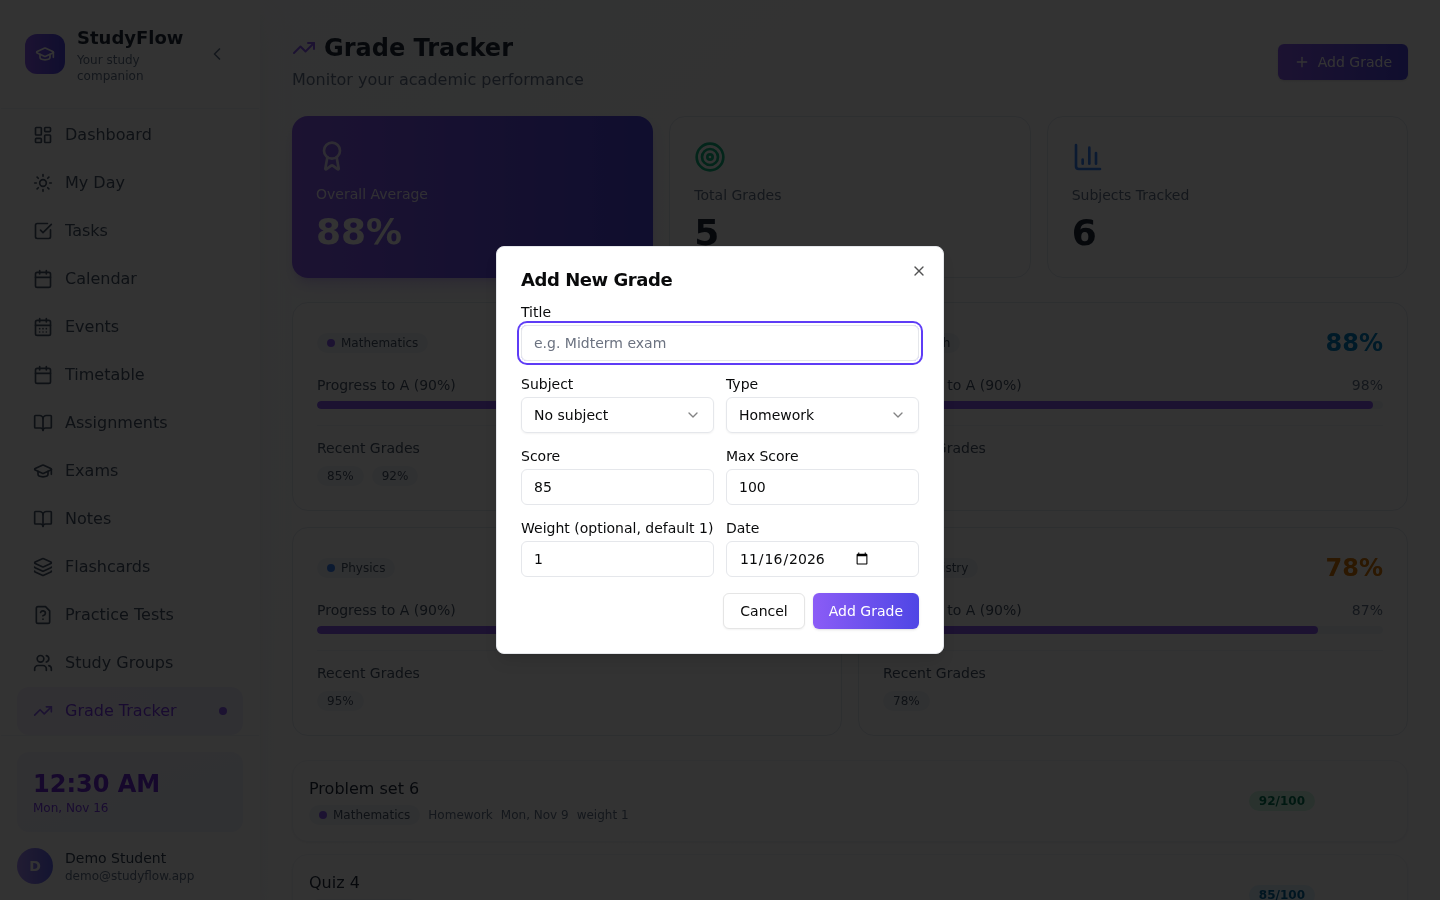 StudyFlow
Your study
companion
Dashboard
My Day
Tasks
Calendar
Events
Timetable
Assignments
Exams
Notes
Flashcards
Practice Tests
Study Groups
Grade Tracker
12:30 AM
Mon, Nov 16
D
Demo Student
demo@studyflow.app
Grade Tracker
Monitor your academic performance
Add Grade
Overall Average
88%
Total Grades
5
Subjects Tracked
6
Mathematics
Progress to A (90%)
Recent Grades
85% 92%
88%
to A (90%)
98%
Grades
Physics
Progress to A (90%)
Recent Grades
95%
78%
to A (90%)
87%
Recent Grades
78%
Problem set 6
Mathematics Homework Mon, Nov 9 weight 1
92/100
Quiz 4
85/100
Add New Grade
Title
e.g. Midterm exam
Subject Type
No subject Homework
Score Max Score
85 100
Weight (optional, default 1) Date
1 11/16/2026
Cancel Add Grade